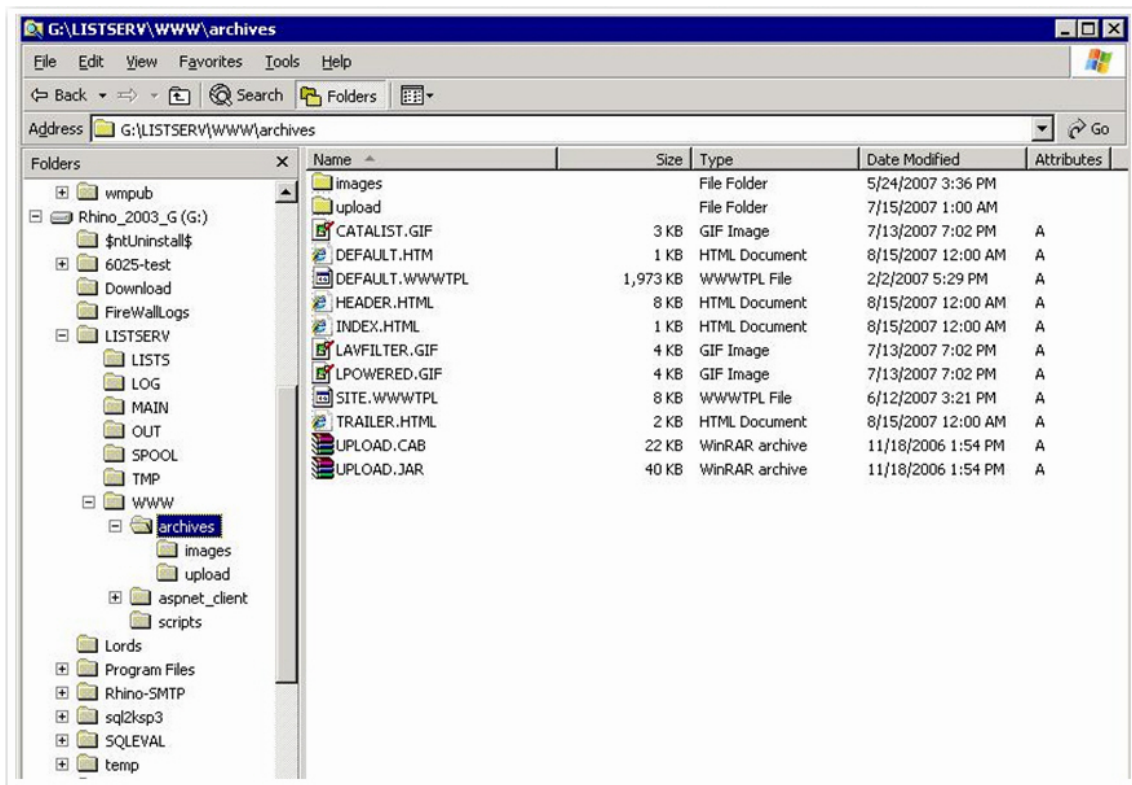 G:\LISTSERV\WWW\archives
File Edit View Favorites Tools Help
Back Search Folders
Address G:\LISTSERV\WWW\archives Go
Folders
wmpub
Rhino_2003_G (G:)
$ntUninstall$
6025-test
Download
FireWallLogs
LISTSERV
LISTS
LOG
MAIN
OUT
SPOOL
TMP
WWW
archives
images
upload
aspnet_client
scripts
Lords
Program Files
Rhino-SMTP
sql2ksp3
SQLEVAL
temp
Name Size Type Date Modified Attributes
images File Folder 5/24/2007 3:36 PM
upload File Folder 7/15/2007 1:00 AM
CATALIST.GIF 3 KB GIF Image 7/13/2007 7:02 PM A
DEFAULT.HTM 1 KB HTML Document 8/15/2007 12:00 AM A
DEFAULT.WWWTPL 1,973 KB WWWTPL File 2/2/2007 5:29 PM A
HEADER.HTML 8 KB HTML Document 8/15/2007 12:00 AM A
INDEX.HTML 1 KB HTML Document 8/15/2007 12:00 AM A
LAVFILTER.GIF 4 KB GIF Image 7/13/2007 7:02 PM A
LPOWERED.GIF 4 KB GIF Image 7/13/2007 7:02 PM A
SITE.WWWTPL 8 KB WWWTPL File 6/12/2007 3:21 PM A
TRAILER.HTML 2 KB HTML Document 8/15/2007 12:00 AM A
UPLOAD.CAB 22 KB WinRAR archive 11/18/2006 1:54 PM A
UPLOAD.JAR 40 KB WinRAR archive 11/18/2006 1:54 PM A